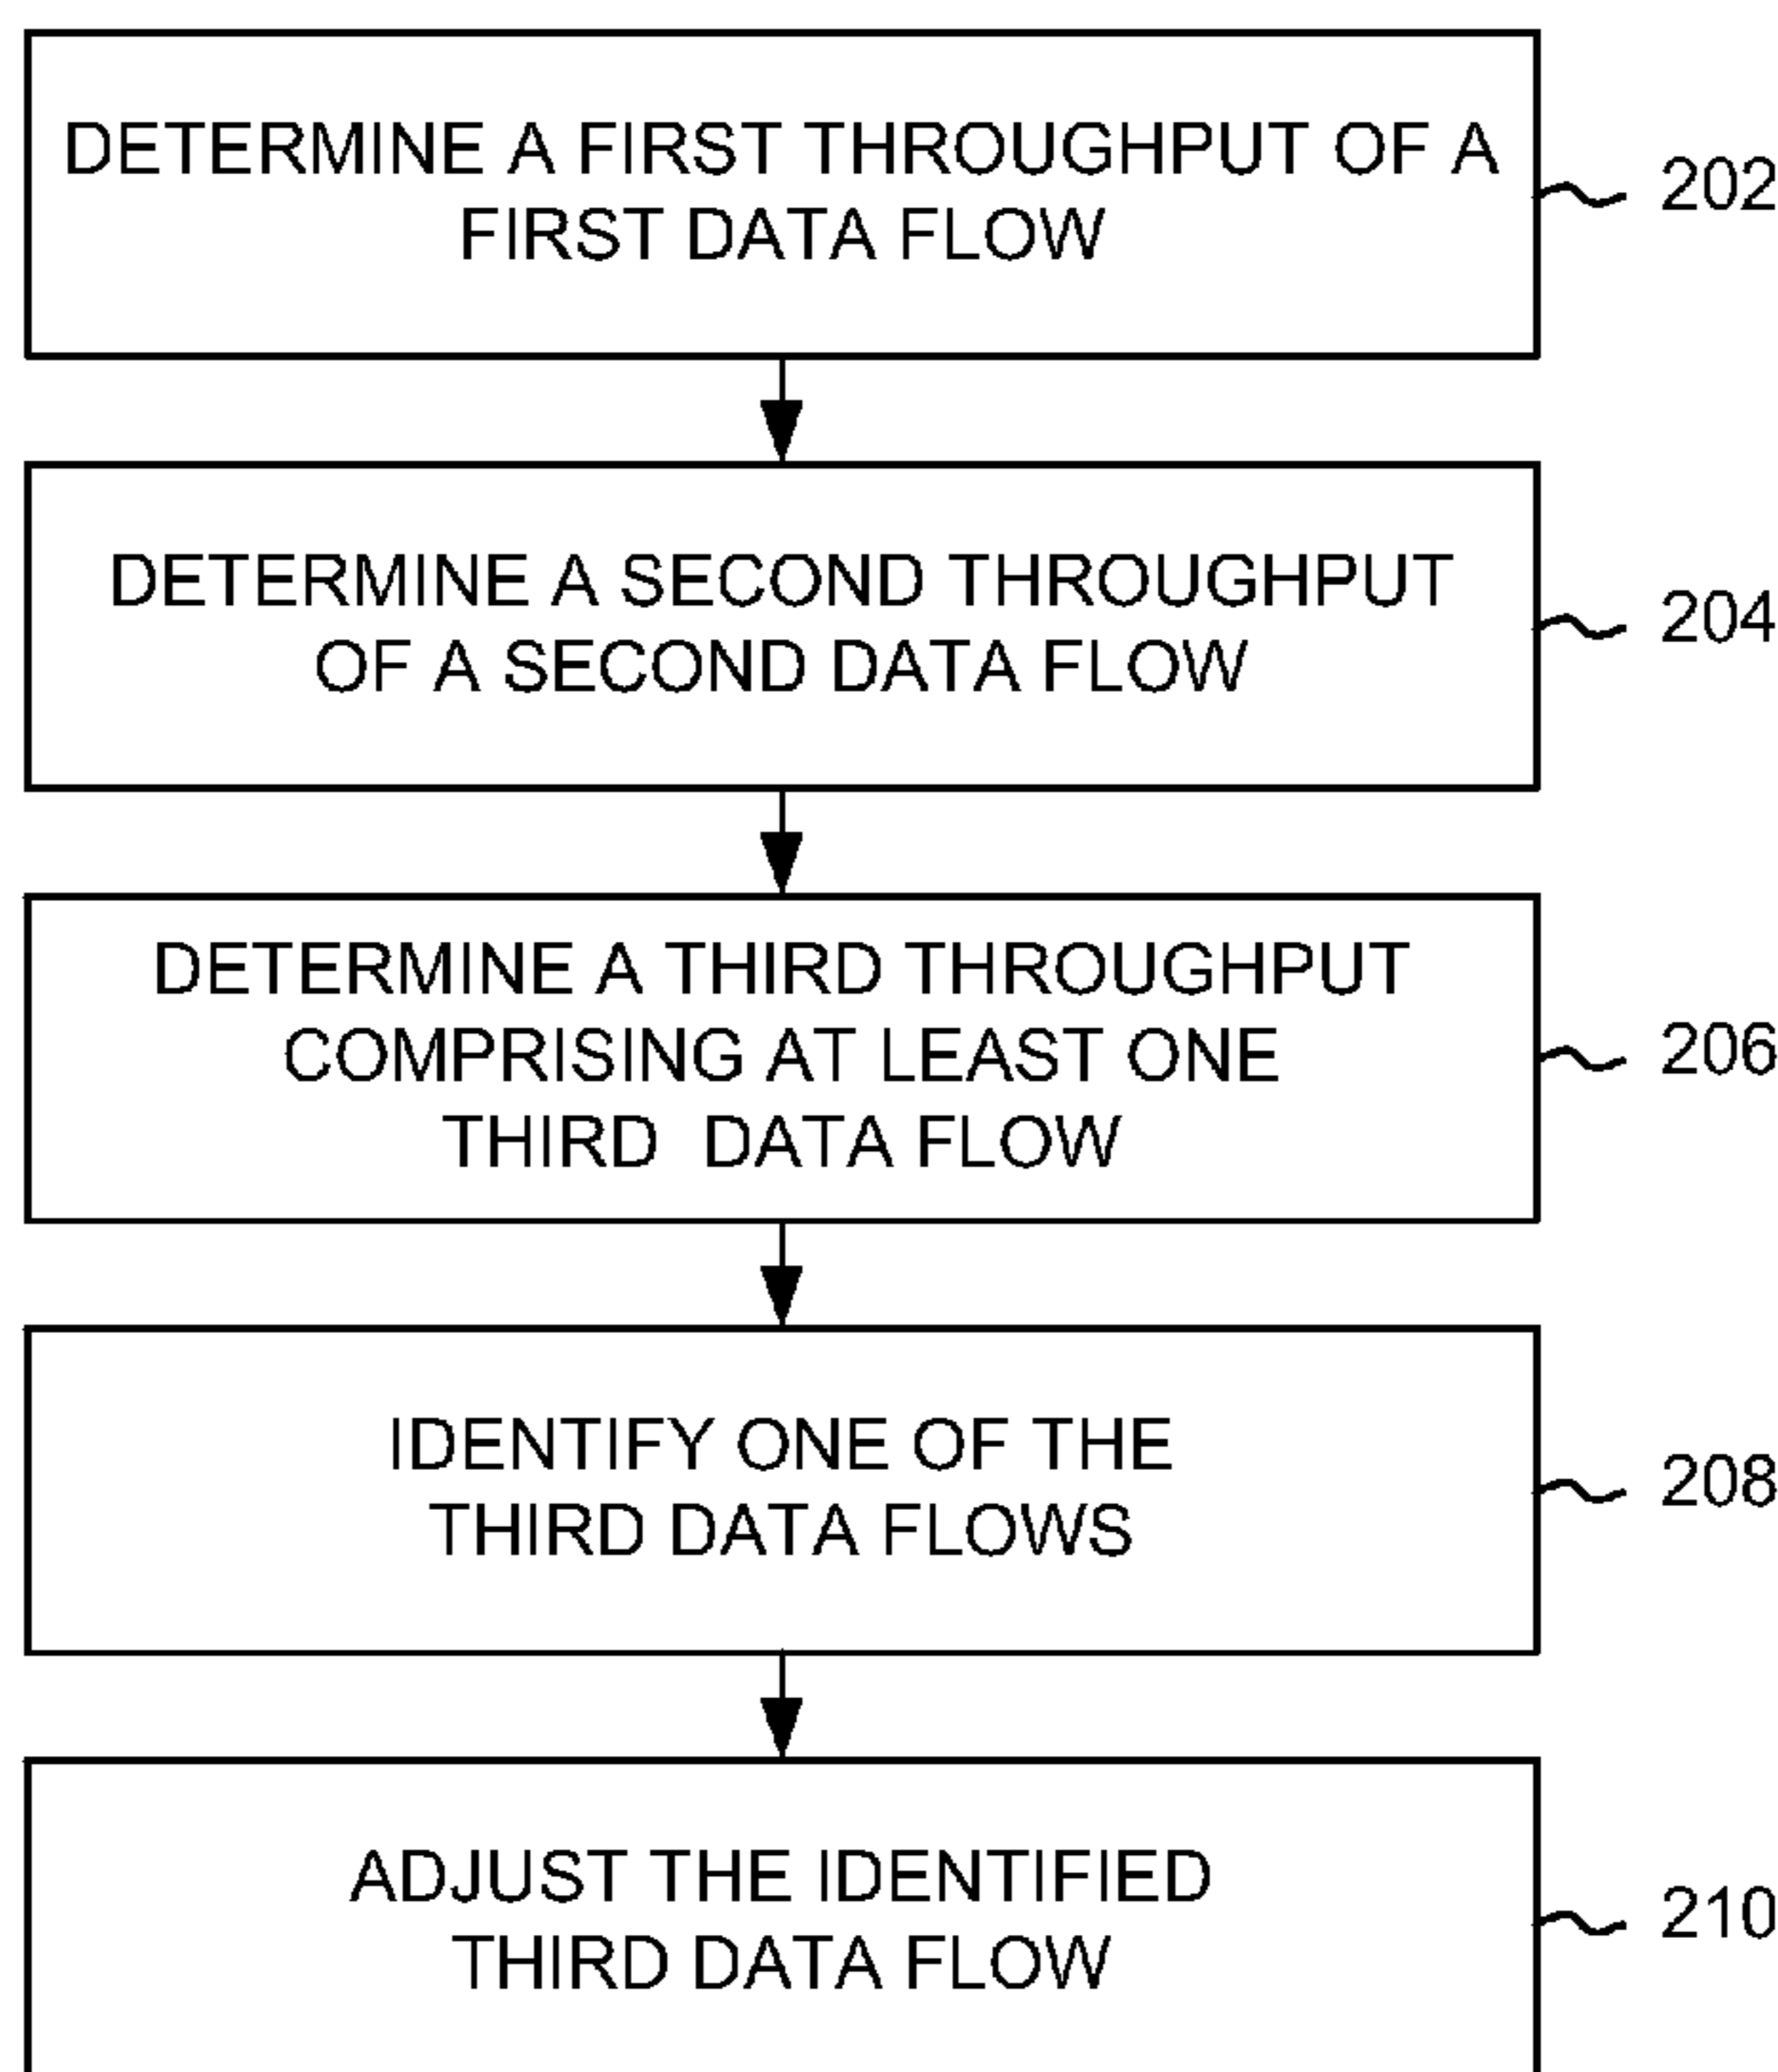 DETERMINE A FIRST THROUGHPUT OF A
FIRST DATA FLOW
202
DETERMINE A SECOND THROUGHPUT
OF A SECOND DATA FLOW
204
DETERMINE A THIRD THROUGHPUT
COMPRISING AT LEAST ONE
THIRD DATA FLOW
206
IDENTIFY ONE OF THE
THIRD DATA FLOWS
208
ADJUST THE IDENTIFIED
THIRD DATA FLOW
210